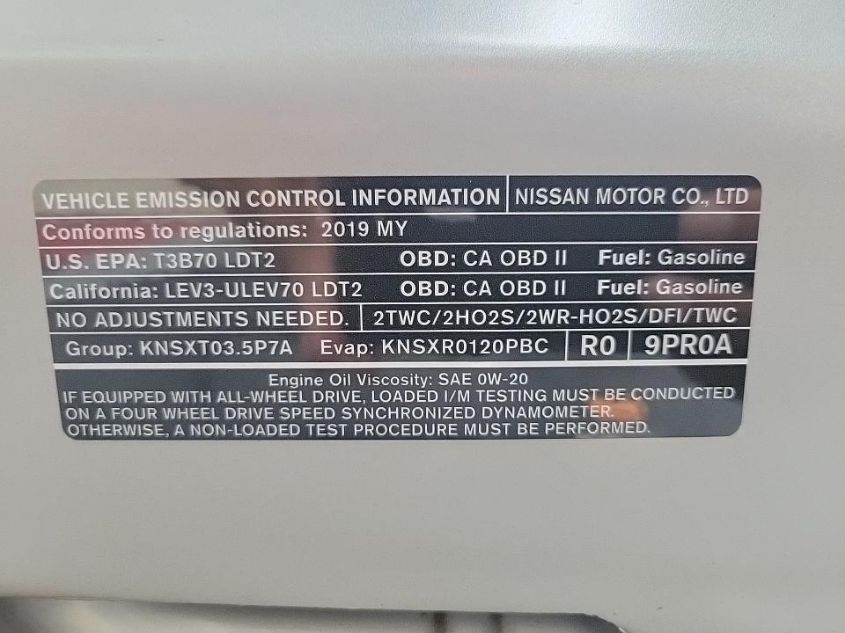 VEHICLE EMISSION CONTROL INFORMATION NISSAN MOTOR CO., LTD
Conforms to regulations: 2019 MY
U.S. EPA: T3B70 LDT2 OBD: CA OBD II Fuel: Gasoline
California: LEV3-ULEV70 LDT2 OBD: CA OBD II Fuel: Gasoline
NO ADJUSTMENTS NEEDED. 2TWC/2HO2S/2WR-HO2S/DFI/TWC
Group: KNSXT03.5P7A Evap: KNSXR0120PBC R0 9PR0A
Engine Oil Viscosity: SAE 0W-20
IF EQUIPPED WITH ALL-WHEEL DRIVE, LOADED I/M TESTING MUST BE CONDUCTED
ON A FOUR WHEEL DRIVE SPEED SYNCHRONIZED DYNAMOMETER.
OTHERWISE, A NON-LOADED TEST PROCEDURE MUST BE PERFORMED.